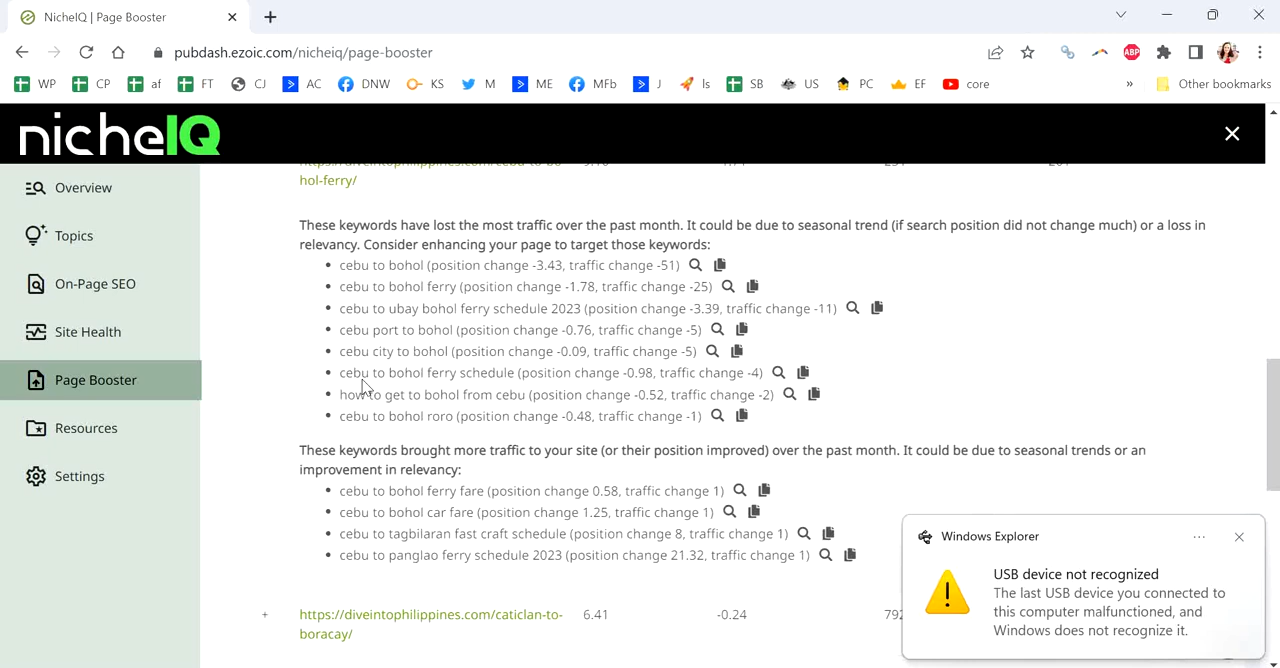 NicheIQ | Page Booster
pubdash.ezoic.com/nicheiq/page-booster
WP CP af FT CJ AC DNW KS M ME MFb J ls SB US PC EF core » Other bookmarks
nicheIQ
Overview
Topics
On-Page SEO
Site Health
Page Booster
Resources
Settings
hol-ferry/
These keywords have lost the most traffic over the past month. It could be due to seasonal trend (if search position did not change much) or a loss in
relevancy. Consider enhancing your page to target those keywords:
• cebu to bohol (position change -3.43, traffic change -51)
• cebu to bohol ferry (position change -1.78, traffic change -25)
• cebu to ubay bohol ferry schedule 2023 (position change -3.39, traffic change -11)
• cebu port to bohol (position change -0.76, traffic change -5)
• cebu city to bohol (position change -0.09, traffic change -5)
• cebu to bohol ferry schedule (position change -0.98, traffic change -4)
• how to get to bohol from cebu (position change -0.52, traffic change -2)
• cebu to bohol roro (position change -0.48, traffic change -1)
These keywords brought more traffic to your site (or their position improved) over the past month. It could be due to seasonal trends or an
improvement in relevancy:
• cebu to bohol ferry fare (position change 0.58, traffic change 1)
• cebu to bohol car fare (position change 1.25, traffic change 1)
• cebu to tagbilaran fast craft schedule (position change 8, traffic change 1)
• cebu to panglao ferry schedule 2023 (position change 21.32, traffic change 1)
+ https://diveintophilippines.com/caticlan-to- 6.41 -0.24 792
boracay/
Windows Explorer
USB device not recognized
The last USB device you connected to
this computer malfunctioned, and
Windows does not recognize it.